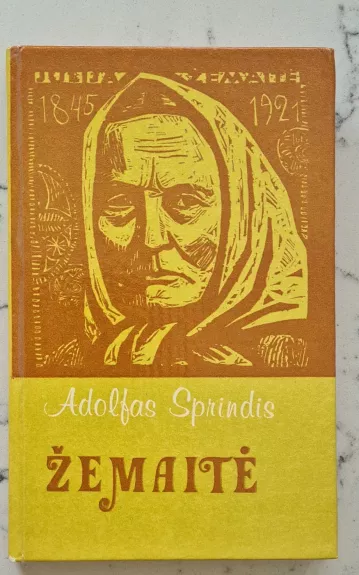 JULIJA ŽEMAITĖ
1845 1921
Adolfas Sprindis
ŽEMAITĖ